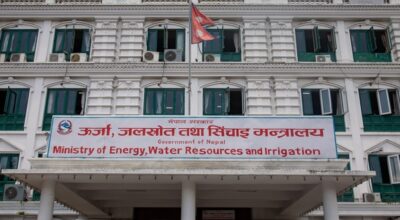 नेपाल सरकार
ऊर्जा, जलस्रोत तथा सिंचाइ मन्त्रालय
Government of Nepal
Ministry of Energy, Water Resources and Irrigation